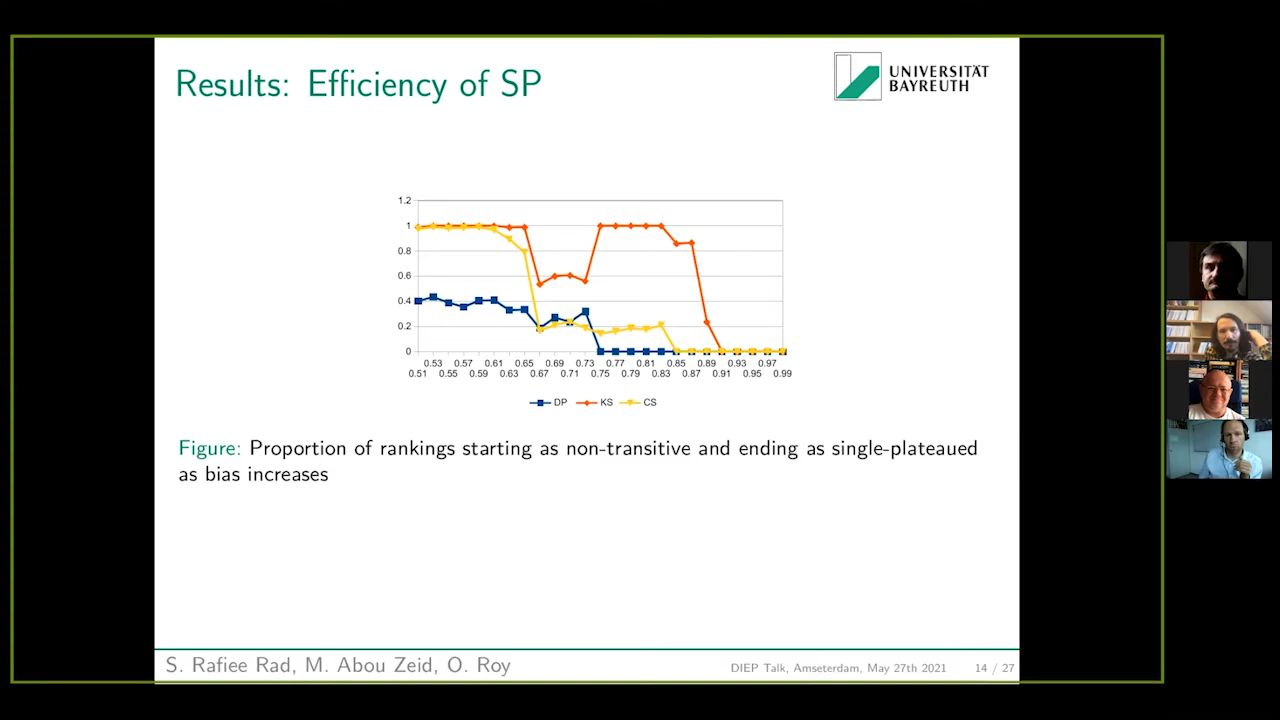 Results: Efficiency of SP
UNIVERSITÄT
BAYREUTH
1.2
1
0.8
0.6
0.4
0.2
0
0.53 0.57 0.61 0.65 0.69 0.73 0.77 0.81 0.85 0.89 0.93 0.97
0.51 0.55 0.59 0.63 0.67 0.71 0.75 0.79 0.83 0.87 0.91 0.95 0.99
DP KS CS
Figure: Proportion of rankings starting as non-transitive and ending as single-plateaued
as bias increases
S. Rafiee Rad, M. Abou Zeid, O. Roy
DIEP Talk, Amseterdam, May 27th 2021 14 / 27